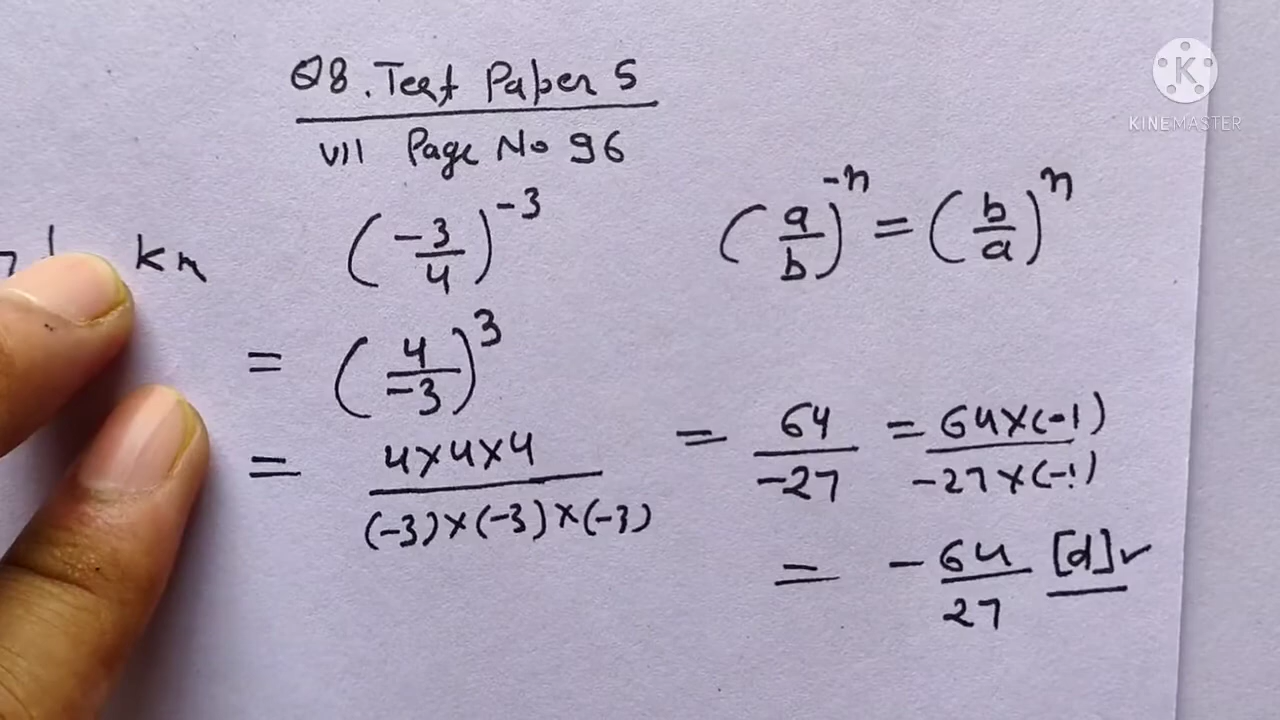 Q8. Test Paper 5
VII Page No 96
km
(-3/4)^-3
(a/b)^-n = (b/a)^n
= (4/-3)^3
= 4×4×4/(-3)×(-3)×(-3)
= 64/-27 = 64×(-1)/-27×(-1)
= -64/27 [d]✓
KINEMASTER